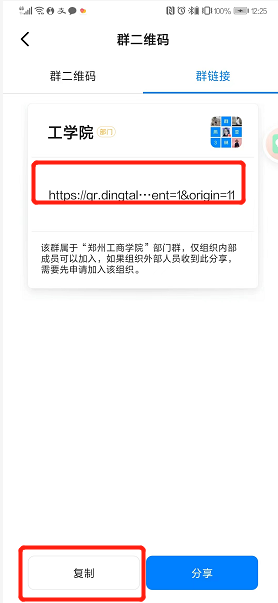 100% 12:25
群二维码
群二维码 群链接
工学院 部门
https://qr.dingtal···ent=1&origin=11
该群属于“郑州工商学院”部门群，仅组织内部
成员可以加入，如果组织外部人员收到此分享，
需要先申请加入该组织。
复制 分享